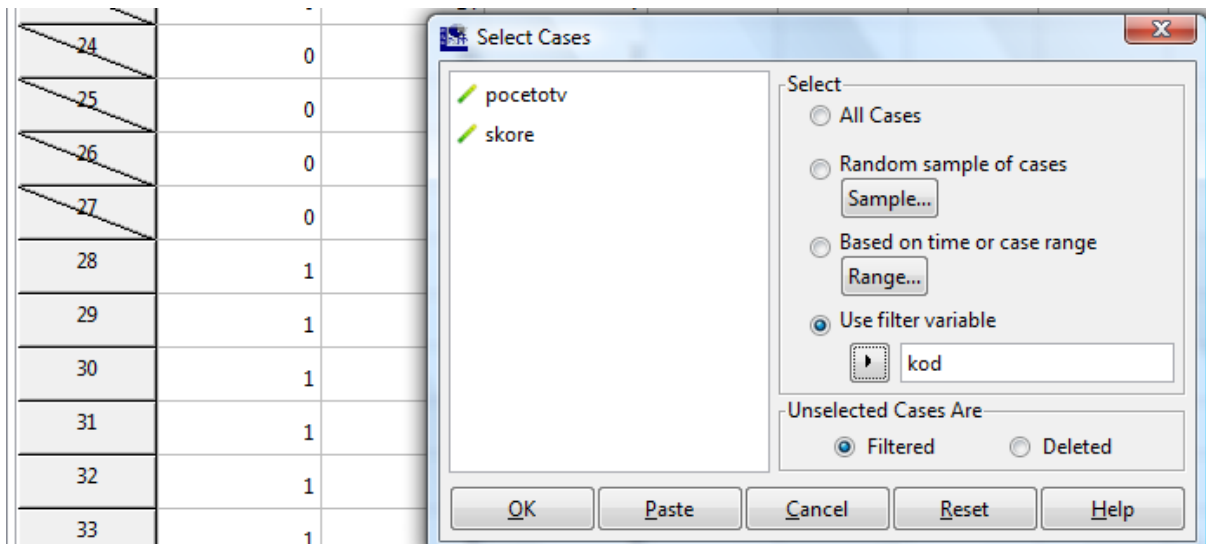 24 0
25 0
26 0
27 0
28 1
29 1
30 1
31 1
32 1
33 1
Select Cases
pocetotv
skore
Select
All Cases
Random sample of cases
Sample...
Based on time or case range
Range...
Use filter variable
kod
Unselected Cases Are
Filtered Deleted
OK Paste Cancel Reset Help